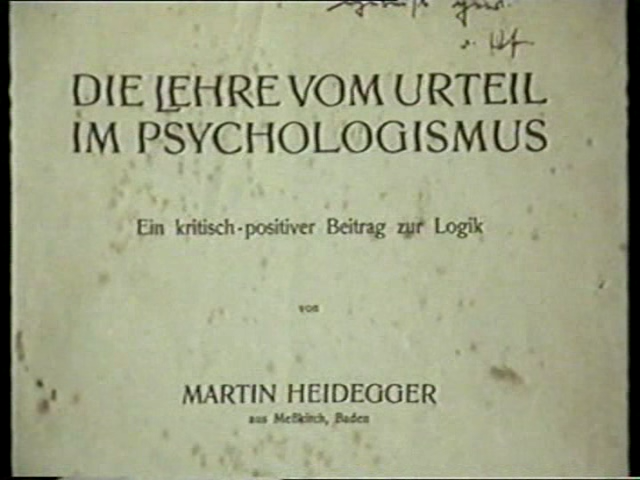 DIE LEHRE VOM URTEIL
IM PSYCHOLOGISMUS
Ein kritisch-positiver Beitrag zur Logik
von
MARTIN HEIDEGGER
aus Meßkirch, Baden